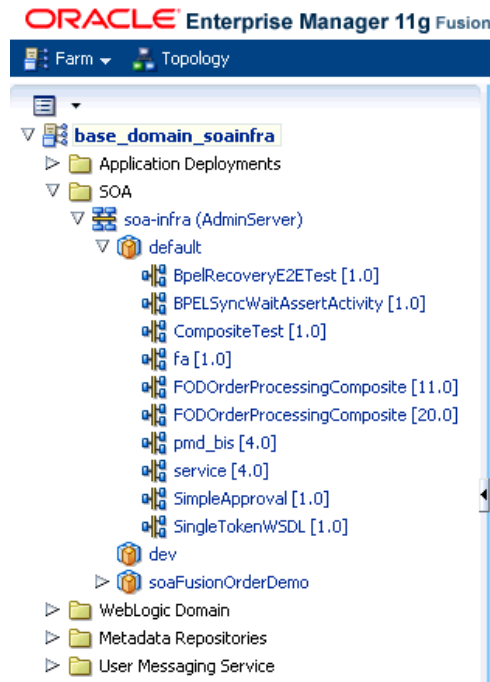 ORACLE Enterprise Manager 11g Fusion
Farm Topology
base_domain_soainfra
Application Deployments
SOA
soa-infra (AdminServer)
default
BpelRecoveryE2ETest [1.0]
BPELSyncWaitAssertActivity [1.0]
CompositeTest [1.0]
fa [1.0]
FODOrderProcessingComposite [11.0]
FODOrderProcessingComposite [20.0]
pmd_bis [4.0]
service [4.0]
SimpleApproval [1.0]
SingleTokenWSDL [1.0]
dev
soaFusionOrderDemo
WebLogic Domain
Metadata Repositories
User Messaging Service